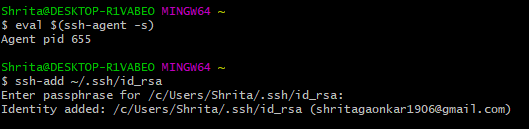 Shrita@DESKTOP-R1VABEO MINGW64 ~
$ eval $(ssh-agent -s)
Agent pid 655
Shrita@DESKTOP-R1VABEO MINGW64 ~
$ ssh-add ~/.ssh/id_rsa
Enter passphrase for /c/Users/Shrita/.ssh/id_rsa:
Identity added: /c/Users/Shrita/.ssh/id_rsa (shritagaonkar1906@gmail.com)